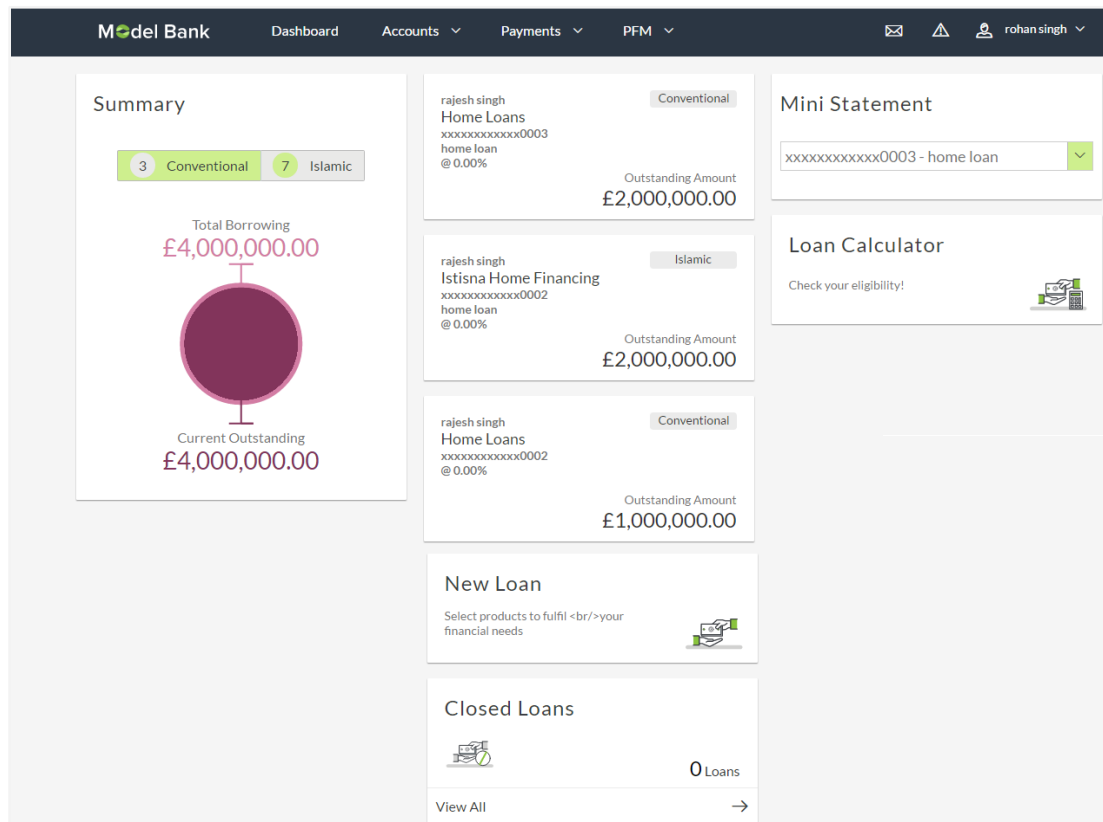 Model Bank Dashboard Accounts Payments PFM rohan singh
Summary
3 Conventional 7 Islamic
Total Borrowing
£4,000,000.00
Current Outstanding
£4,000,000.00
rajesh singh Conventional
Home Loans
xxxxxxxxxxxx0003
home loan
@ 0.00%
Outstanding Amount
£2,000,000.00
rajesh singh Islamic
Istisna Home Financing
xxxxxxxxxxxx0002
home loan
@ 0.00%
Outstanding Amount
£2,000,000.00
rajesh singh Conventional
Home Loans
xxxxxxxxxxxx0002
@ 0.00%
Outstanding Amount
£1,000,000.00
New Loan
Select products to fulfil <br/>your
financial needs
Closed Loans
0 Loans
View All
Mini Statement
xxxxxxxxxxxx0003 - home loan
Loan Calculator
Check your eligibility!